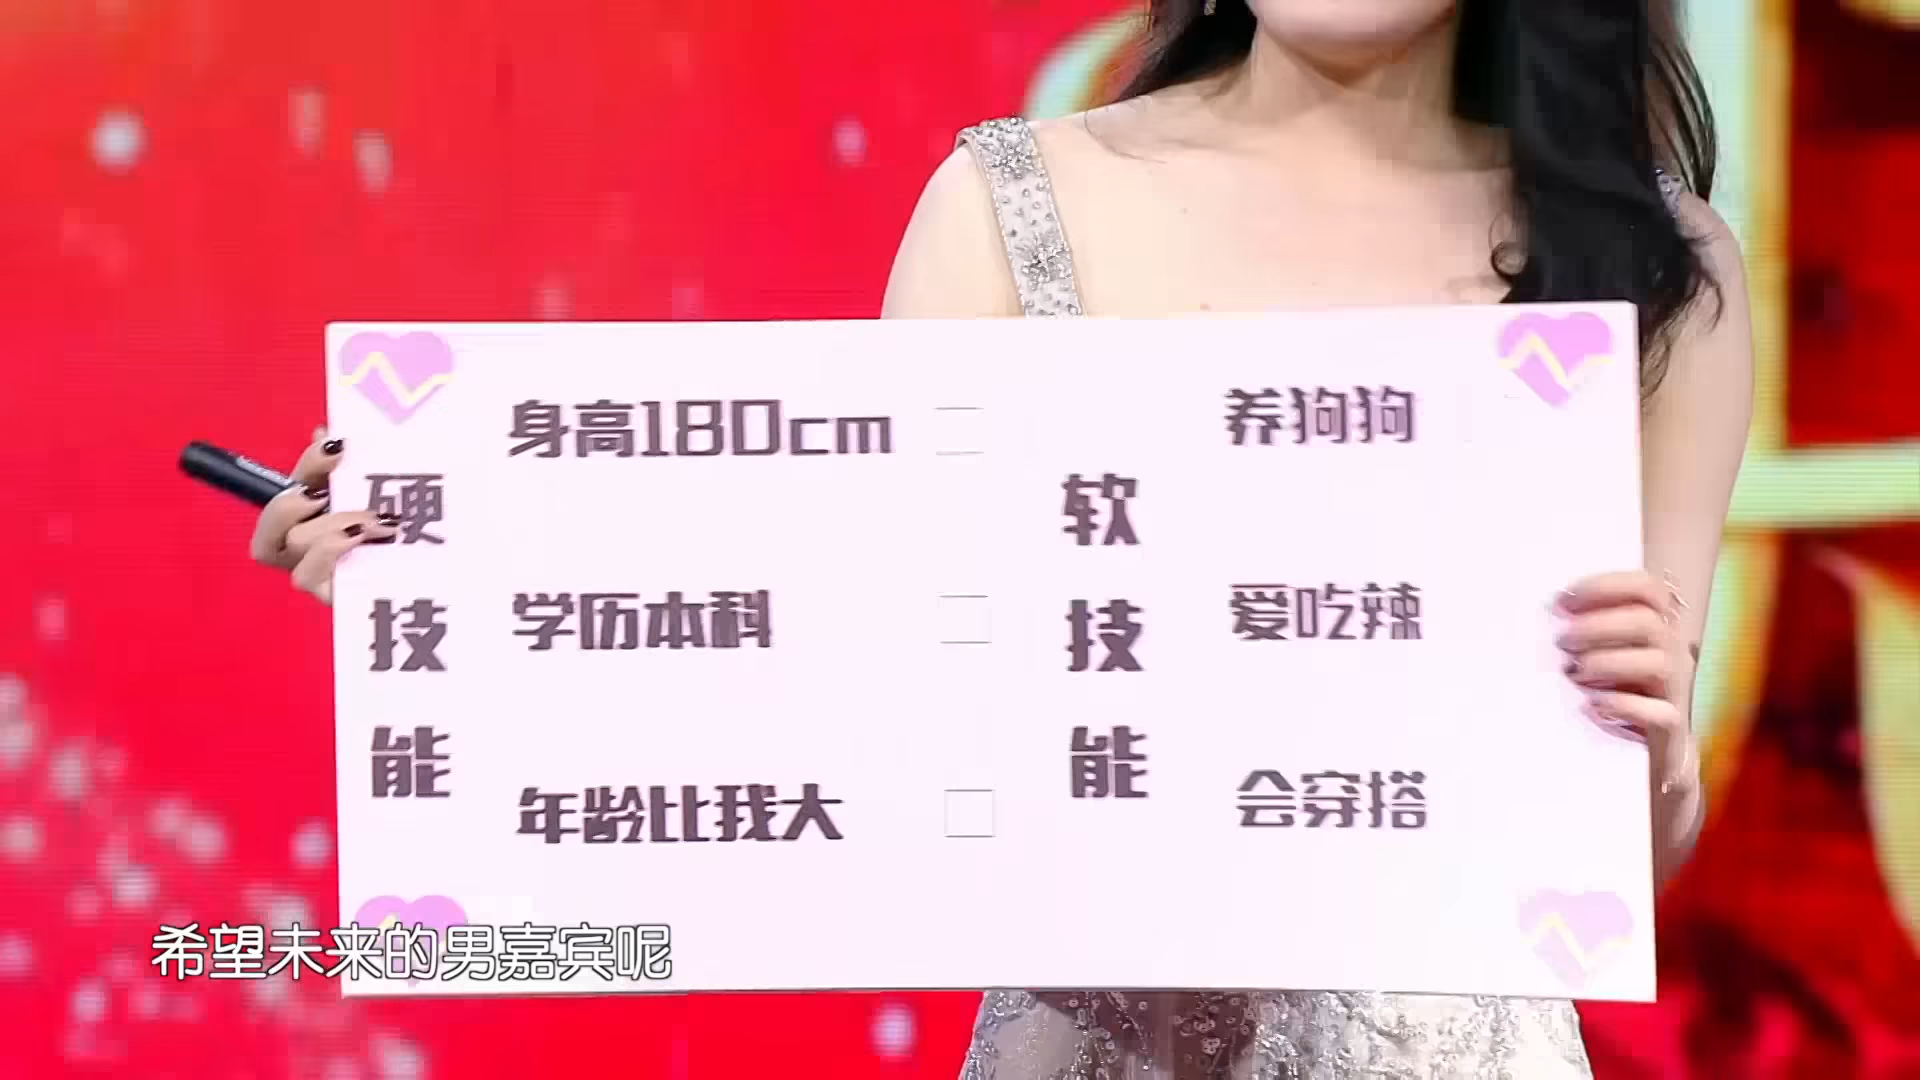 硬技能
身高180cm
学历本科
年龄比我大
软技能
养狗狗
爱吃辣
会穿搭
希望未来的男嘉宾呢